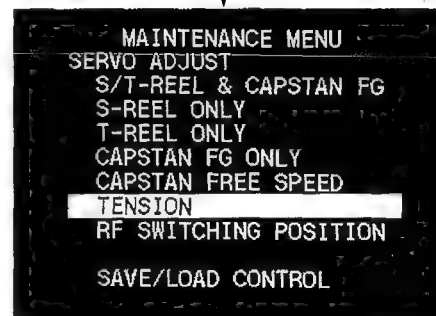 MAINTENANCE MENU
SERVO ADJUST
S/T-REEL & CAPSTAN FG
S-REEL ONLY
T-REEL ONLY
CAPSTAN FG ONLY
CAPSTAN FREE SPEED
TENSION
RF SWITCHING POSITION
SAVE/LOAD CONTROL